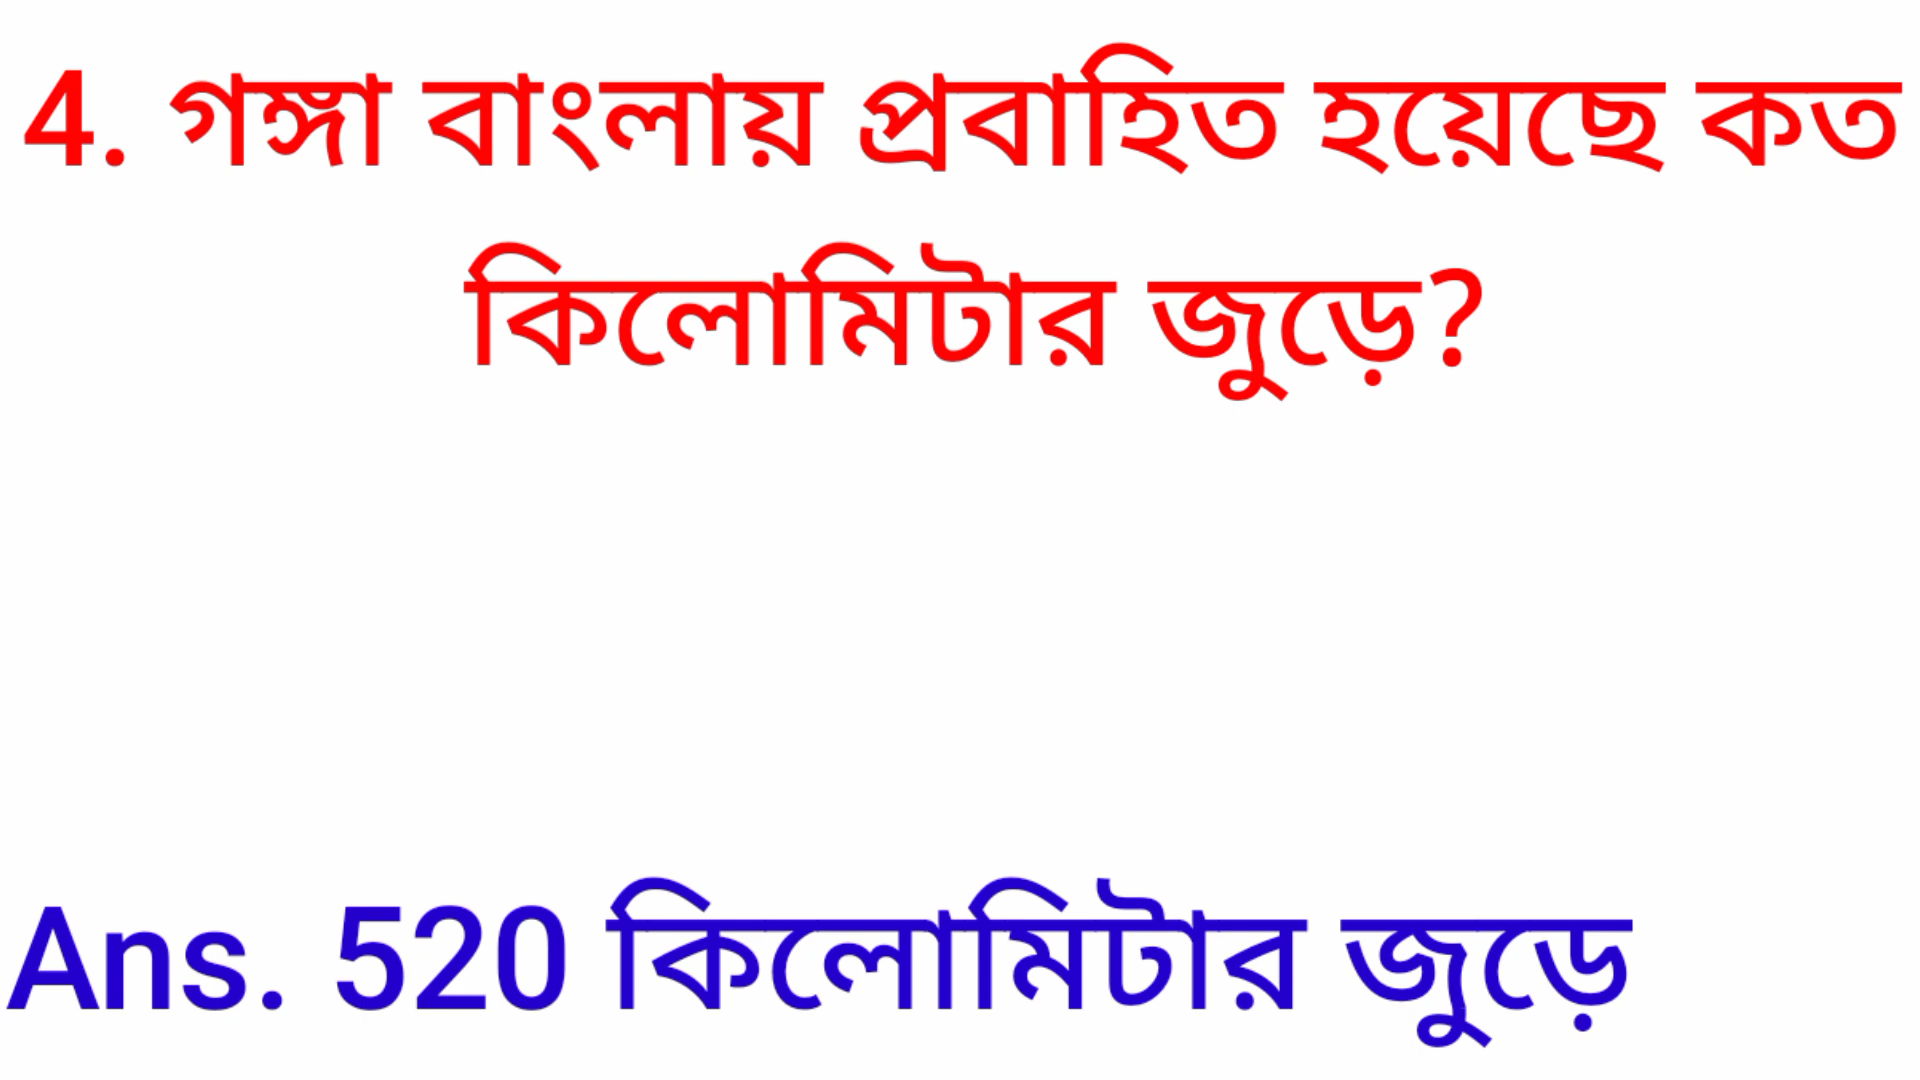 4. গঙ্গা বাংলায় প্রবাহিত হয়েছে কত
কিলোমিটার জুড়ে?
Ans. 520 কিলোমিটার জুড়ে